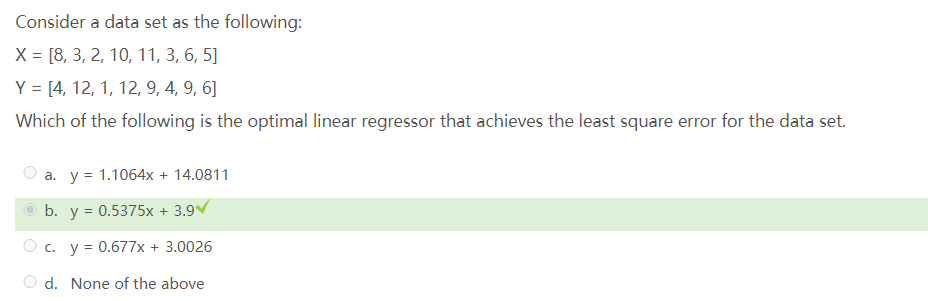 Consider a data set as the following:
X = [8, 3, 2, 10, 11, 3, 6, 5]
Y = [4, 12, 1, 12, 9, 4, 9, 6]
Which of the following is the optimal linear regressor that achieves the least square error for the data set.
a. y = 1.1064x + 14.0811
b. y = 0.5375x + 3.9
c. y = 0.677x + 3.0026
d. None of the above